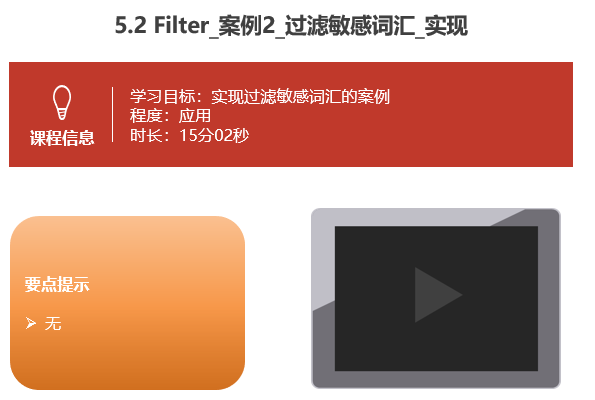 5.2 Filter_案例2_过滤敏感词汇_实现
学习目标：实现过滤敏感词汇的案例
程度：应用
时长：15分02秒
课程信息
要点提示
➢ 无